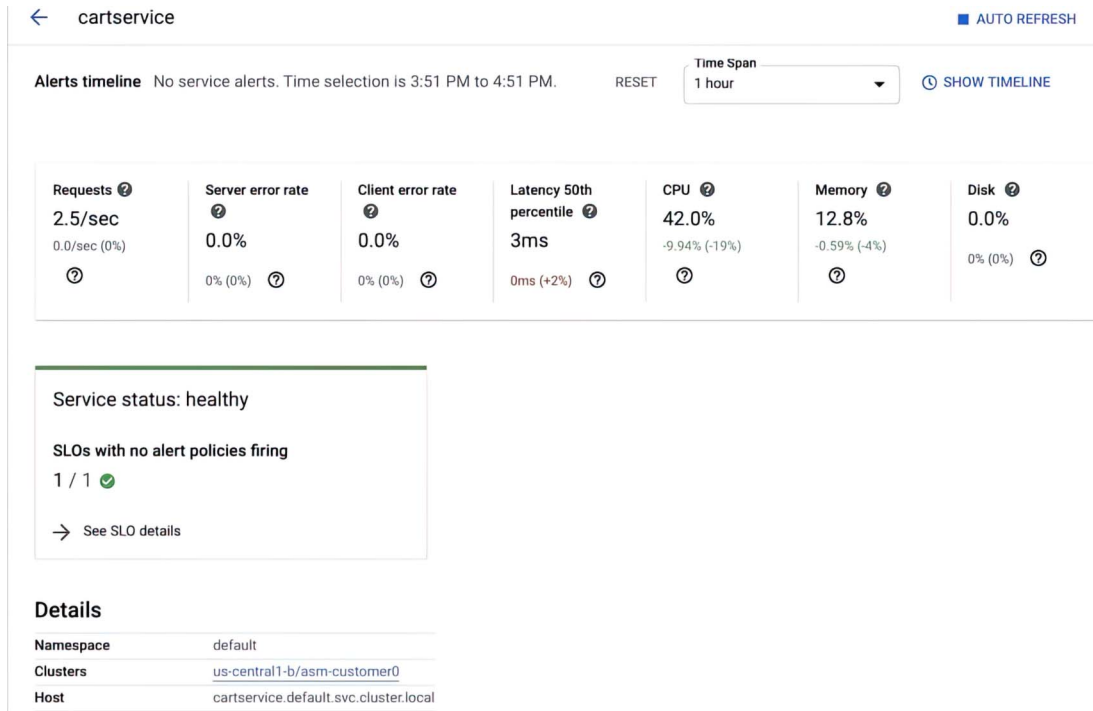 cartservice
AUTO REFRESH
Alerts timeline No service alerts. Time selection is 3:51 PM to 4:51 PM.
RESET
Time Span
1 hour
SHOW TIMELINE
Requests
2.5/sec
0.0/sec (0%)
Server error rate
0.0%
0% (0%)
Client error rate
0.0%
0% (0%)
Latency 50th
percentile
3ms
0ms (+2%)
CPU
42.0%
-9.94% (-19%)
Memory
12.8%
-0.59% (-4%)
Disk
0.0%
0% (0%)
Service status: healthy
SLOs with no alert policies firing
1 / 1
See SLO details
Details
Namespace default
Clusters us-central1-b/asm-customer0
Host cartservice.default.svc.cluster.local